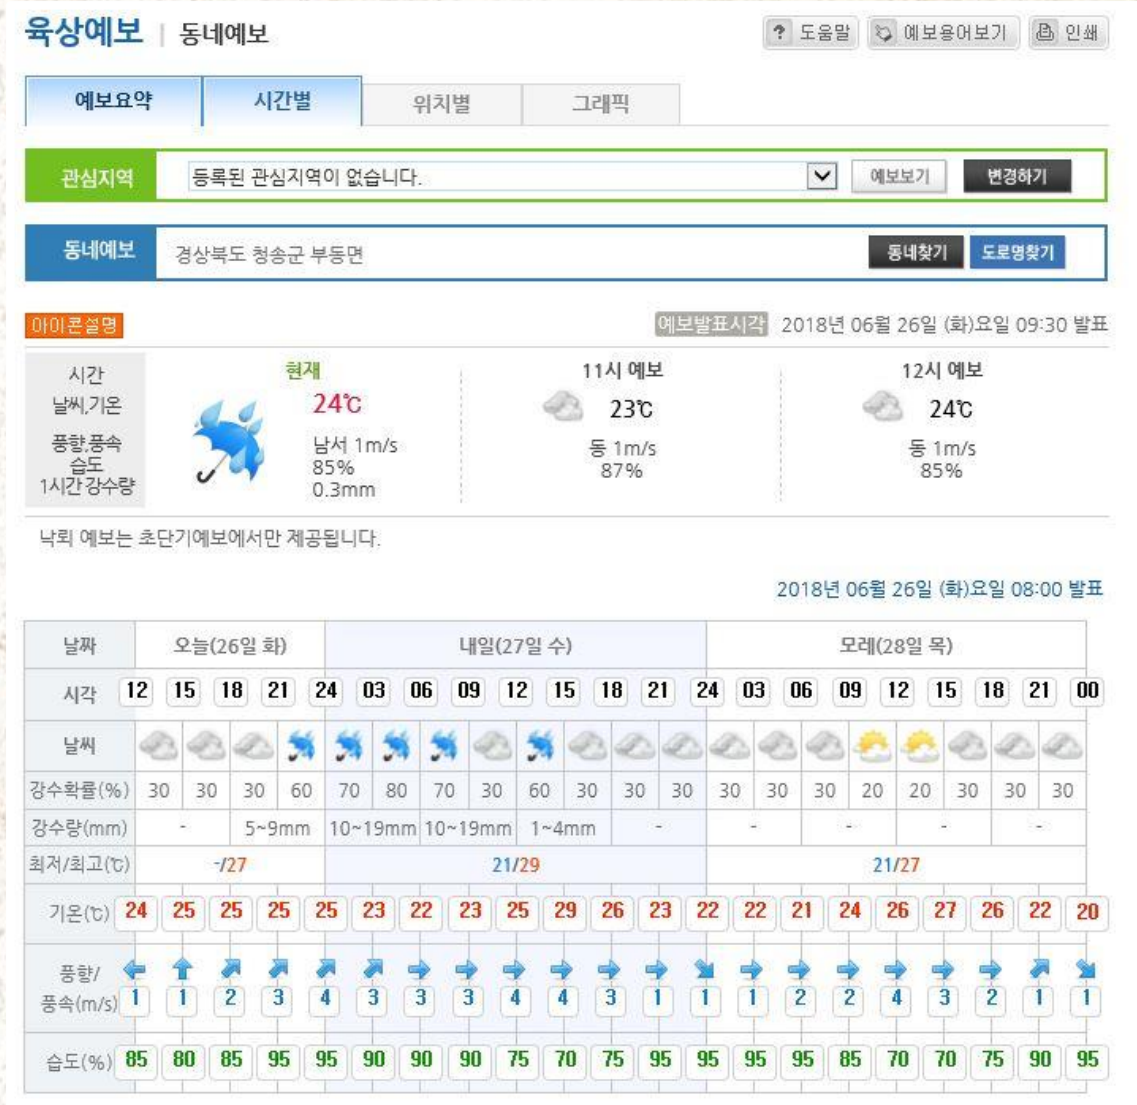 육상예보 | 동네예보
? 도움말 예보용어보기 인쇄
예보요약 시간별 위치별 그래픽
관심지역 등록된 관심지역이 없습니다. 예보보기 변경하기
동네예보 경상북도 청송군 부동면 동네찾기 도로명찾기
아이콘설명 예보발표시각 2018년 06월 26일 (화)요일 09:30 발표
시간 현재 11시 예보 12시 예보
날씨,기온 24℃ 23℃ 24℃
풍향,풍속 남서 1m/s 동 1m/s 동 1m/s
습도 85% 87% 85%
1시간 강수량 0.3mm
낙뢰 예보는 초단기예보에서만 제공됩니다.
2018년 06월 26일 (화)요일 08:00 발표
날짜 오늘(26일 화) 내일(27일 수) 모레(28일 목)
시각 12 15 18 21 24 03 06 09 12 15 18 21 24 03 06 09 12 15 18 21 00
날씨
강수확률(%) 30 30 30 60 70 80 70 30 60 30 30 30 30 30 30 20 20 30 30 30
강수량(mm) - 5~9mm 10~19mm 10~19mm 1~4mm - - - - -
최저/최고(℃) -/27 21/29 21/27
기온(℃) 24 25 25 25 25 23 22 23 25 29 26 23 22 22 21 24 26 27 26 22 20
풍향/
풍속(m/s) 1 1 2 3 4 3 3 3 4 4 3 1 1 1 2 2 4 3 2 1 1
습도(%) 85 80 85 95 95 90 90 90 75 70 75 95 95 95 95 85 70 70 75 90 95